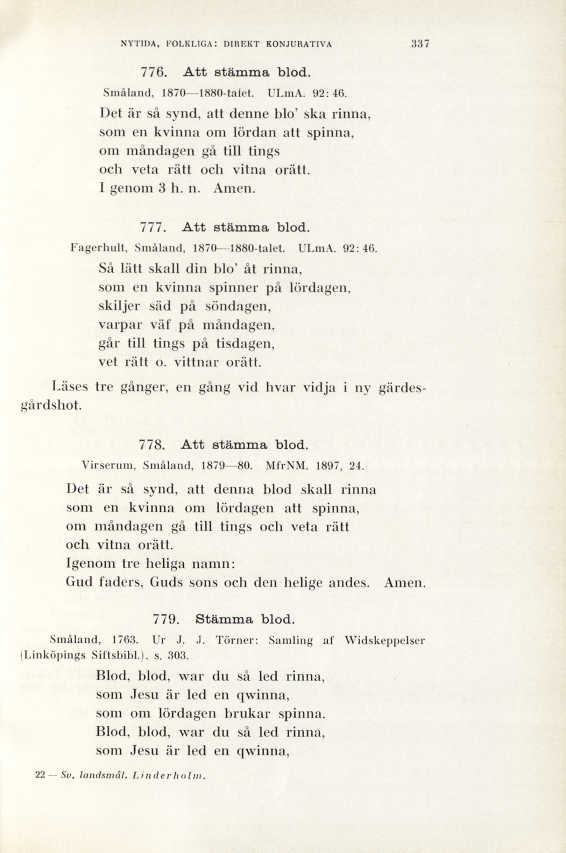 NYTIDA, FOLKLIGA: DIREKT KONJURATIVA 337
776. Att stämma blod.
Småland, 1870—1880-talet. ULmA. 92: 46.
Det är så synd, att denne blo' ska rinna,
som en kvinna om lördan att spinna,
om måndagen gå till tings
och veta rätt och vitna orätt.
I genom 3 h. n. Amen.
777. Att stämma blod.
Fagerhult, Småland, 1870—1880-talet. ULmA. 92: 46.
Så lätt skall din blo' åt rinna,
som en kvinna spinner på lördagen,
skiljer säd på söndagen,
varpar väf på måndagen,
går till tings på tisdagen,
vet rätt o. vittnar orätt.
Läses tre gånger, en gång vid hvar vidja i ny gärdes-
gårdshot.
778. Att stämma blod.
Virserum, Småland, 1879—80. MfrNM. 1897, 24.
Det är så synd, att denna blod skall rinna
som en kvinna om lördagen att spinna,
om måndagen gå till tings och veta rätt
och vitna orätt.
Igenom tre heliga namn:
Gud faders, Guds sons och den helige andes. Amen.
779. Stämma blod.
Småland, 1763. Ur J. J. Törner: Samling af Widskeppelser
(Linköpings Siftsbibl.). s. 303.
Blod, blod, war du så led rinna,
som Jesu är led en qwinna,
som om lördagen brukar spinna.
Blod, blod, war du så led rinna,
som Jesu är led en qwinna,
22 — Sv. landsmål. Linderholm.